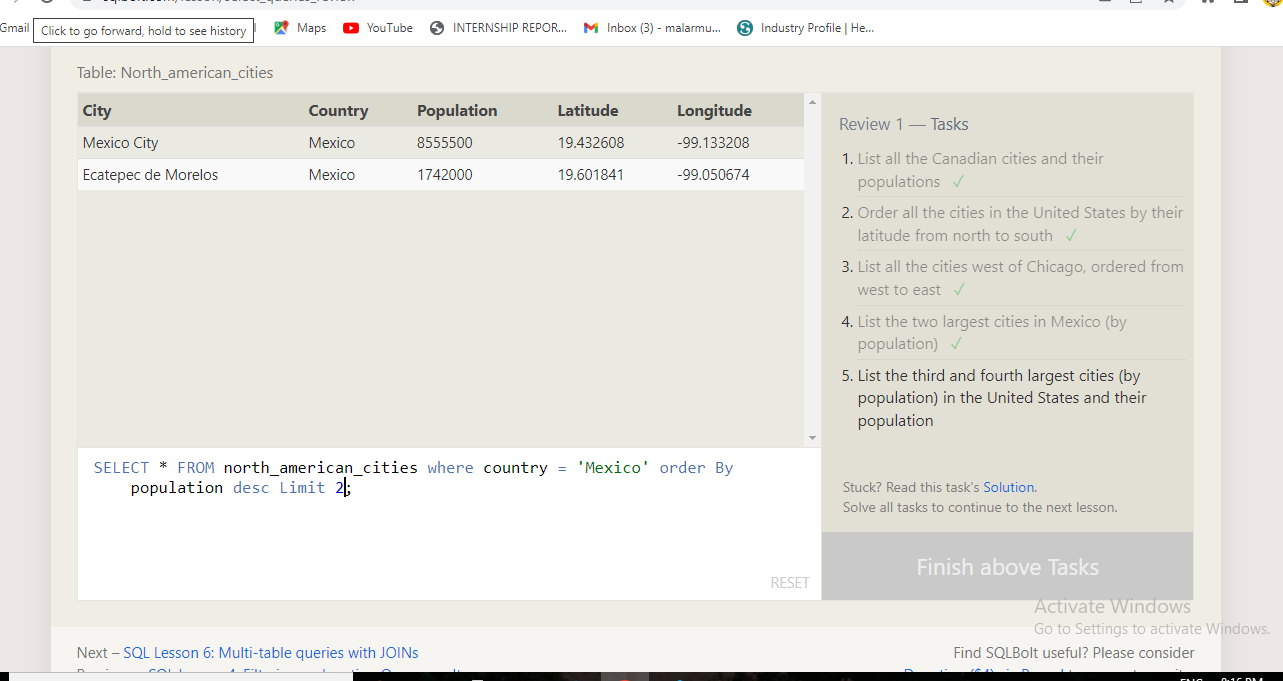 Gmail
Click to go forward, hold to see history
Maps
YouTube
INTERNSHIP REPOR...
Inbox (3) - malarmu...
Industry Profile | He...
Table: North_american_cities
City Country Population Latitude Longitude
Mexico City Mexico 8555500 19.432608 -99.133208
Ecatepec de Morelos Mexico 1742000 19.601841 -99.050674
SELECT * FROM north_american_cities where country = 'Mexico' order By
population desc Limit 2;
RESET
Review 1 — Tasks
1. List all the Canadian cities and their
populations ✓
2. Order all the cities in the United States by their
latitude from north to south ✓
3. List all the cities west of Chicago, ordered from
west to east ✓
4. List the two largest cities in Mexico (by
population) ✓
5. List the third and fourth largest cities (by
population) in the United States and their
population
Stuck? Read this task's Solution.
Solve all tasks to continue to the next lesson.
Finish above Tasks
Activate Windows
Go to Settings to activate Windows.
Next – SQL Lesson 6: Multi-table queries with JOINs
Find SQLBolt useful? Please consider